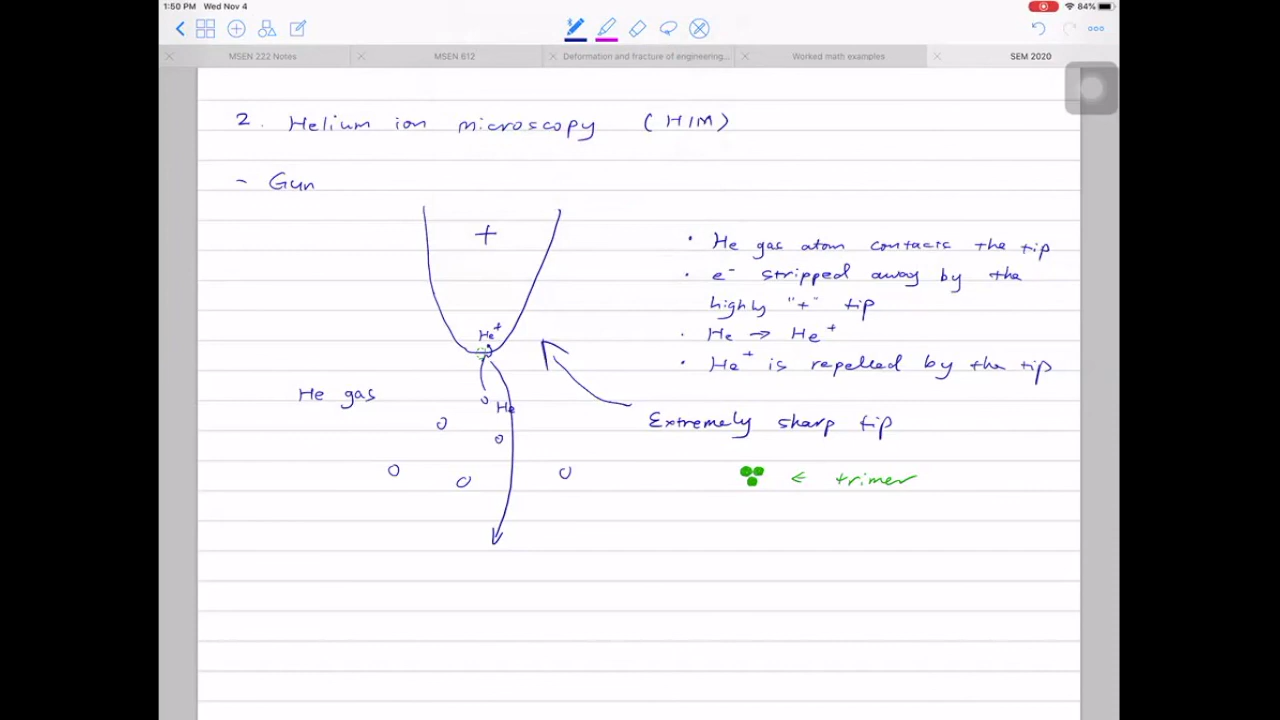 1:50 PM Wed Nov 4
84%
MSEN 222 Notes
MSEN 612
Deformation and fracture of engineering...
Worked math examples
SEM 2020
2. Helium ion microscopy (HIM)
- Gun
+
• He gas atom contacts the tip
• e⁻ stripped away by the
highly "+" tip
• He → He⁺
• He⁺ is repelled by the tip
He⁺
He gas
He
Extremely sharp tip
← trimer